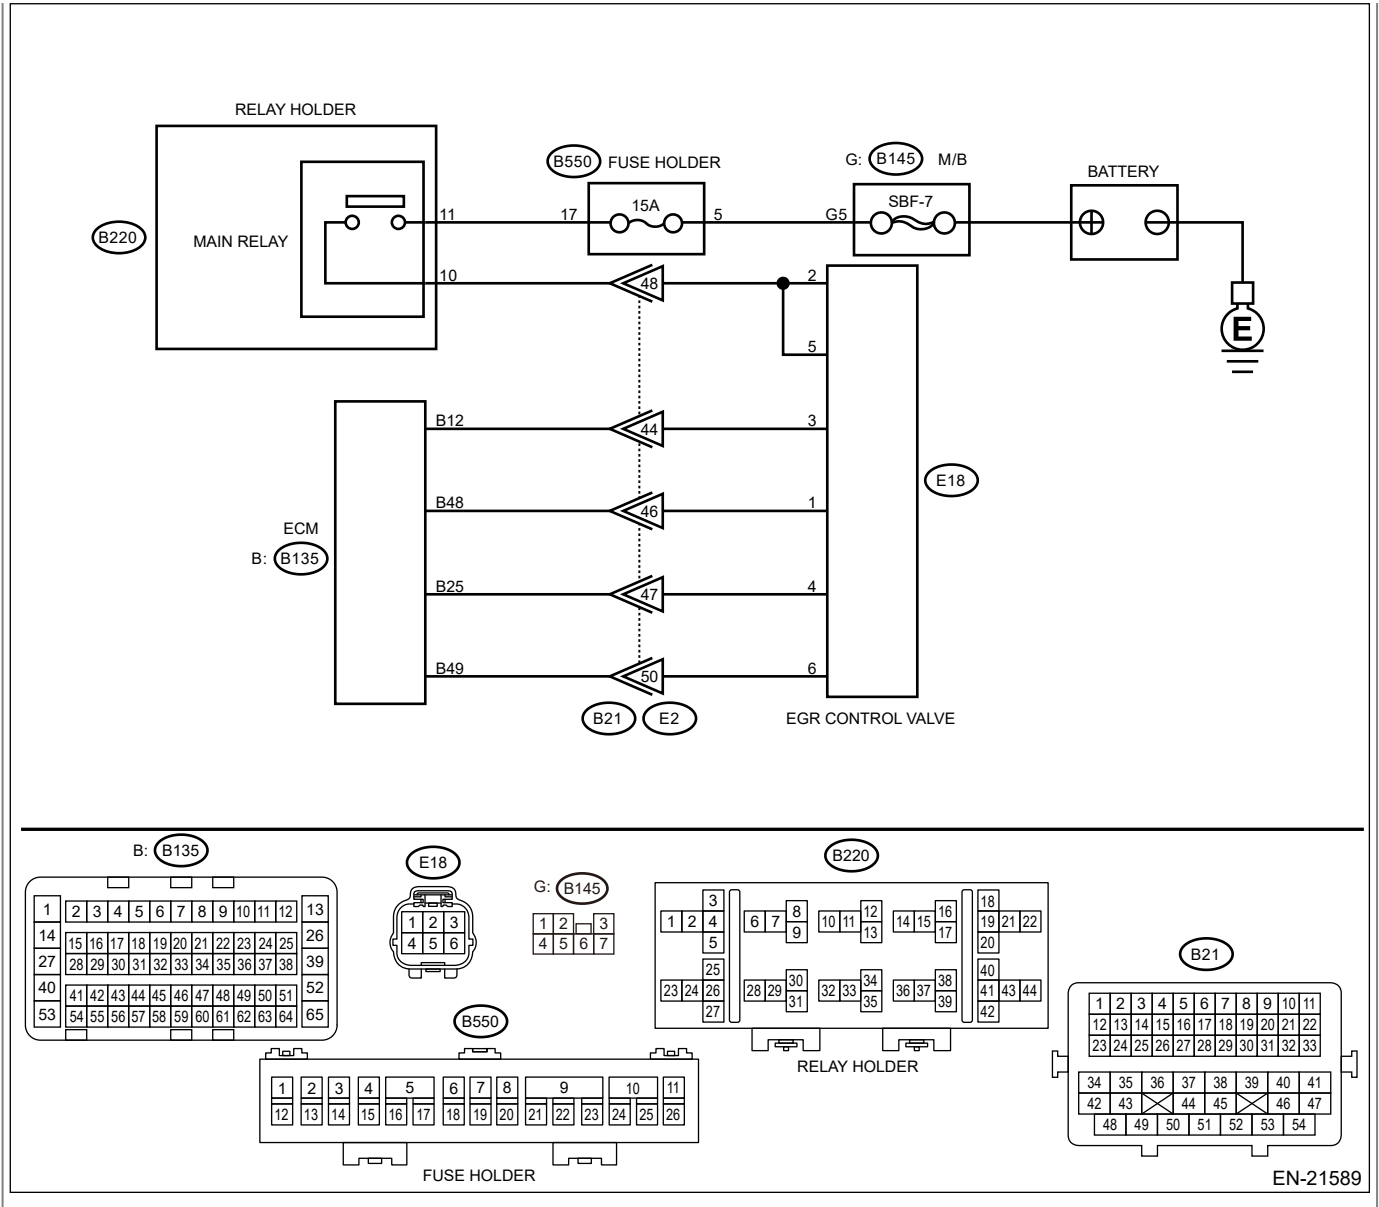 RELAY HOLDER
B550 FUSE HOLDER
G: B145 M/B
BATTERY
15A
SBF-7
11
17
5
G5
B220
MAIN RELAY
10
48
2
5
E
B12
44
3
E18
B48
46
1
ECM
B: B135
B25
47
4
B49
50
6
B21
E2
EGR CONTROL VALVE
B: B135
1
2 3 4 5 6 7 8 9 10 11 12
13
14
15 16 17 18 19 20 21 22 23 24 25
26
27
28 29 30 31 32 33 34 35 36 37 38
39
40
41 42 43 44 45 46 47 48 49 50 51
52
53
54 55 56 57 58 59 60 61 62 63 64
65
E18
1 2 3
4 5 6
G: B145
1 2 3
4 5 6 7
B220
3
8
12
16
18
1 2 4
6 7
10 11
14 15
19 21 22
9
13
17
5
20
25
30
34
38
40
23 24 26
28 29
32 33
36 37
41 43 44
31
35
39
27
42
RELAY HOLDER
B550
1 2 3 4 5 6 7 8 9 10 11
12 13 14 15 16 17 18 19 20 21 22 23 24 25 26
FUSE HOLDER
B21
1 2 3 4 5 6 7 8 9 10 11
12 13 14 15 16 17 18 19 20 21 22
23 24 25 26 27 28 29 30 31 32 33
34 35 36 37 38 39 40 41
42 43 44 45 46 47
48 49 50 51 52 53 54
EN-21589